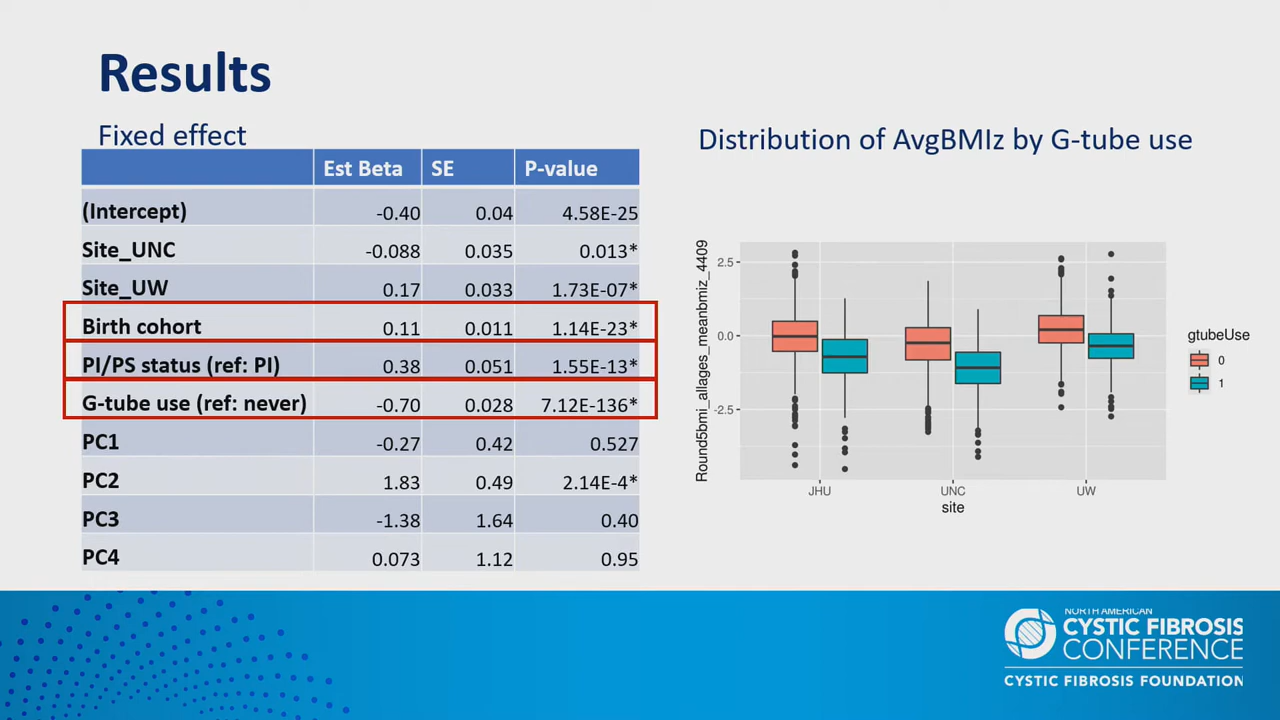 Results
Fixed effect
Est Beta SE P-value
(Intercept) -0.40 0.04 4.58E-25
Site_UNC -0.088 0.035 0.013*
Site_UW 0.17 0.033 1.73E-07*
Birth cohort 0.11 0.011 1.14E-23*
PI/PS status (ref: PI) 0.38 0.051 1.55E-13*
G-tube use (ref: never) -0.70 0.028 7.12E-136*
PC1 -0.27 0.42 0.527
PC2 1.83 0.49 2.14E-4*
PC3 -1.38 1.64 0.40
PC4 0.073 1.12 0.95
Distribution of AvgBMIz by G-tube use
Round5bmi_allages_meanbmiz_4409
2.5
0.0
-2.5
JHU UNC UW
site
gtubeUse
0
1
NORTH AMERICAN
CYSTIC FIBROSIS
CONFERENCE
CYSTIC FIBROSIS FOUNDATION